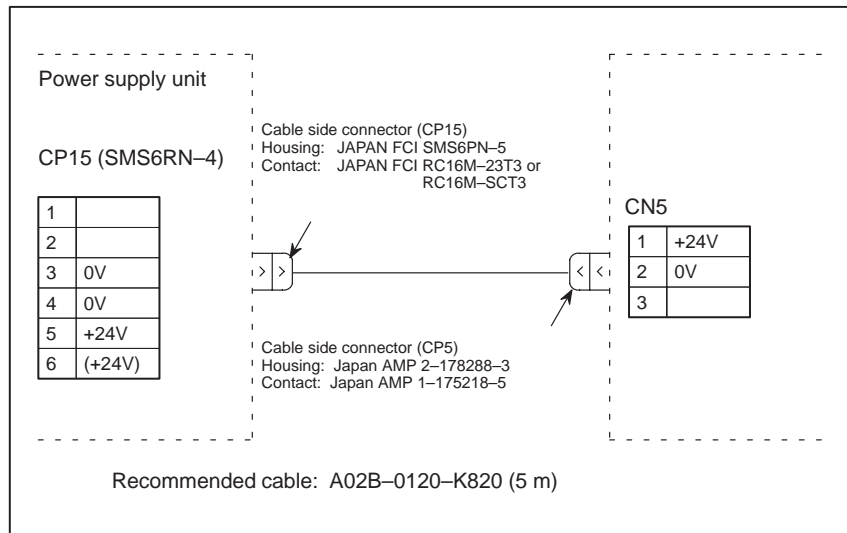 Power supply unit
CP15 (SMS6RN–4)
1
2
3 0V
4 0V
5 +24V
6 (+24V)
Cable side connector (CP15)
Housing: JAPAN FCI SMS6PN–5
Contact: JAPAN FCI RC16M–23T3 or
RC16M–SCT3
Cable side connector (CP5)
Housing: Japan AMP 2–178288–3
Contact: Japan AMP 1–175218–5
CN5
1 +24V
2 0V
3
Recommended cable: A02B–0120–K820 (5 m)